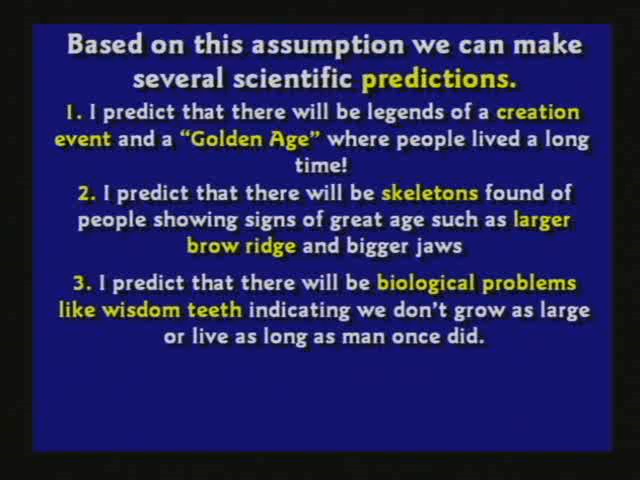 Based on this assumption we can make
several scientific predictions.
1. I predict that there will be legends of a creation
event and a “Golden Age” where people lived a long
time!
2. I predict that there will be skeletons found of
people showing signs of great age such as larger
brow ridge and bigger jaws
3. I predict that there will be biological problems
like wisdom teeth indicating we don't grow as large
or live as long as man once did.